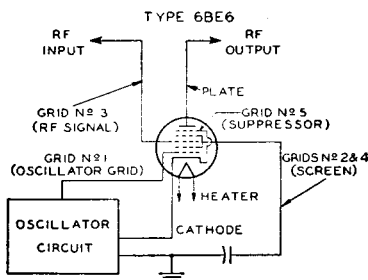 TYPE 6BE6
RF
INPUT
RF
OUTPUT
PLATE
GRID Nº 3
(RF SIGNAL)
GRID Nº 5
(SUPPRESSOR)
GRID Nº 1
(OSCILLATOR GRID)
GRIDS Nº 2&4
(SCREEN)
HEATER
CATHODE
OSCILLATOR
CIRCUIT